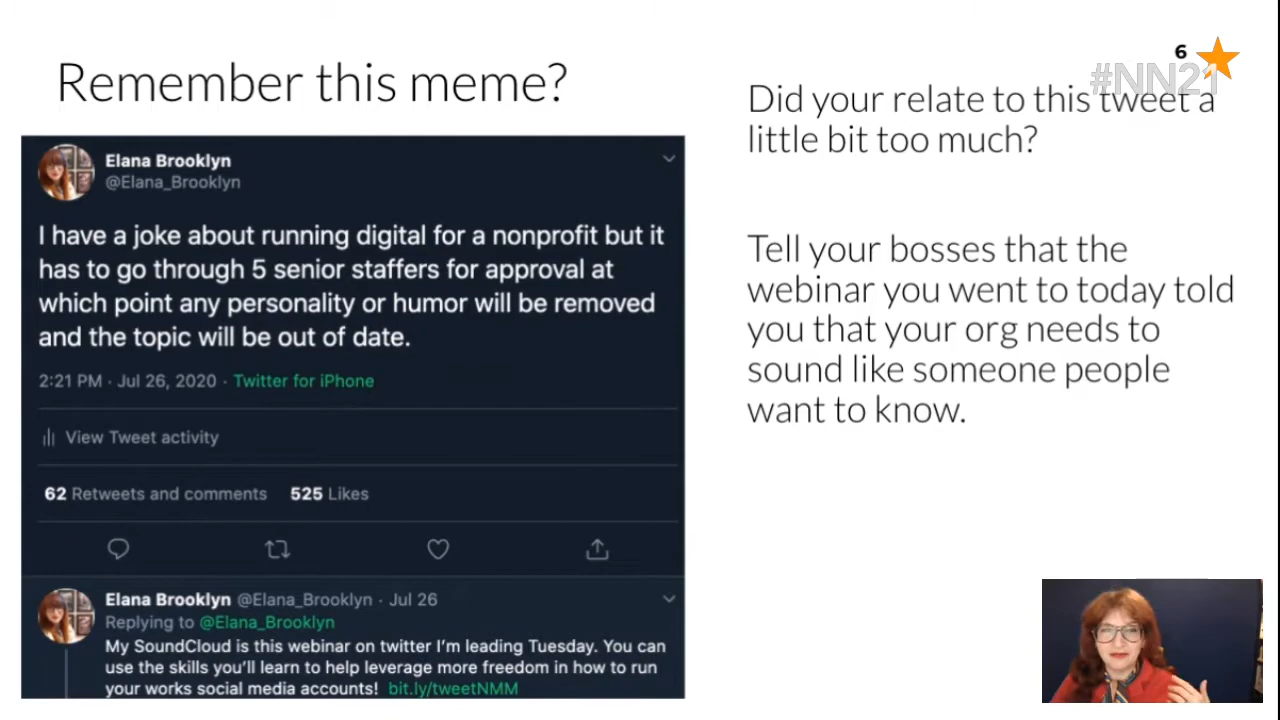 Remember this meme?
Elana Brooklyn
@Elana_Brooklyn
I have a joke about running digital for a nonprofit but it
has to go through 5 senior staffers for approval at
which point any personality or humor will be removed
and the topic will be out of date.
2:21 PM · Jul 26, 2020 · Twitter for iPhone
View Tweet activity
62 Retweets and comments 525 Likes
Elana Brooklyn @Elana_Brooklyn · Jul 26
Replying to @Elana_Brooklyn
My SoundCloud is this webinar on twitter I'm leading Tuesday. You can
use the skills you'll learn to help leverage more freedom in how to run
your works social media accounts! bit.ly/tweetNMM
6
#NN21
Did your relate to this tweet a
little bit too much?
Tell your bosses that the
webinar you went to today told
you that your org needs to
sound like someone people
want to know.